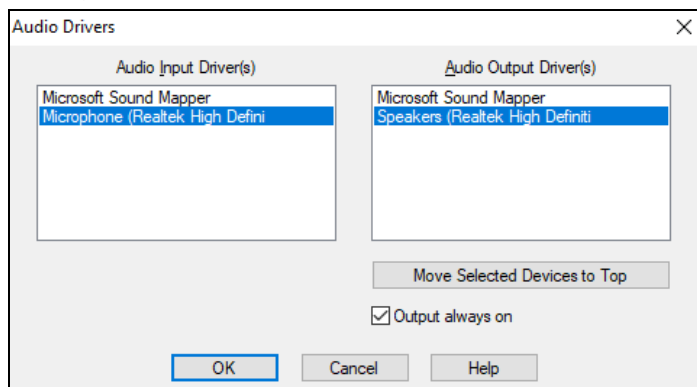 Audio Drivers
Audio Input Driver(s)
Microsoft Sound Mapper
Microphone (Realtek High Defini
Audio Output Driver(s)
Microsoft Sound Mapper
Speakers (Realtek High Definiti
Move Selected Devices to Top
Output always on
OK
Cancel
Help